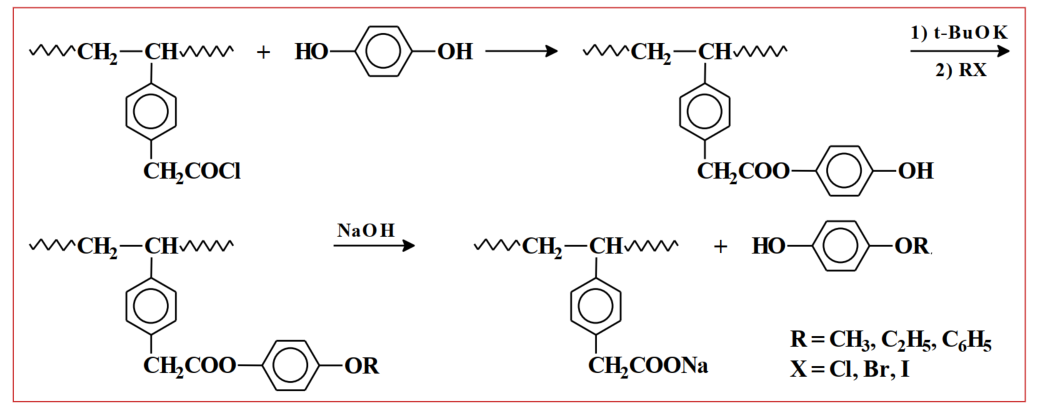 CH₂—CH + HO OH CH₂—CH 1) t-BuOK
2) RX
CH₂COCl CH₂COO OH
CH₂—CH NaOH CH₂—CH + HO OR.
R = CH₃, C₂H₅, C₆H₅
CH₂COO OR CH₂COONa X = Cl, Br, I